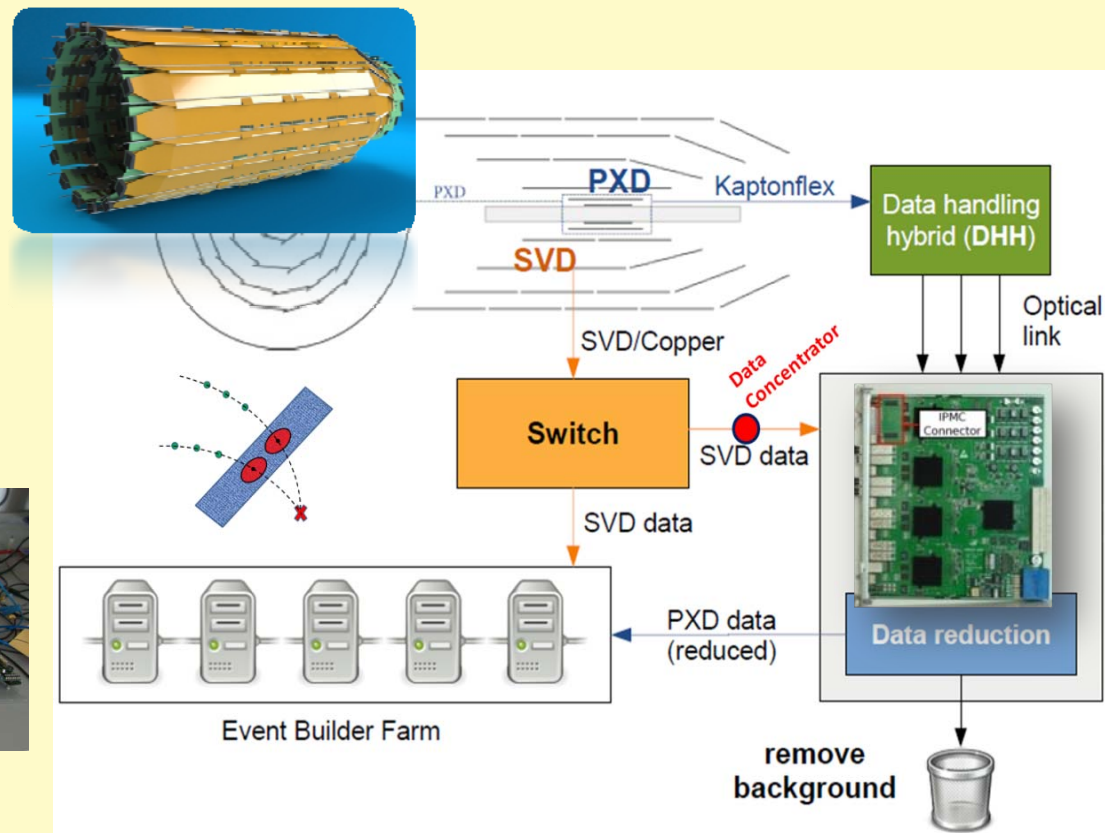 PXD
PXD
Kaptonflex
Data handling
hybrid (DHH)
SVD
Optical
link
SVD/Copper
Data
Concentrator
IPMC
Connector
Switch
SVD data
SVD data
PXD data
(reduced)
Data reduction
Event Builder Farm
remove
background